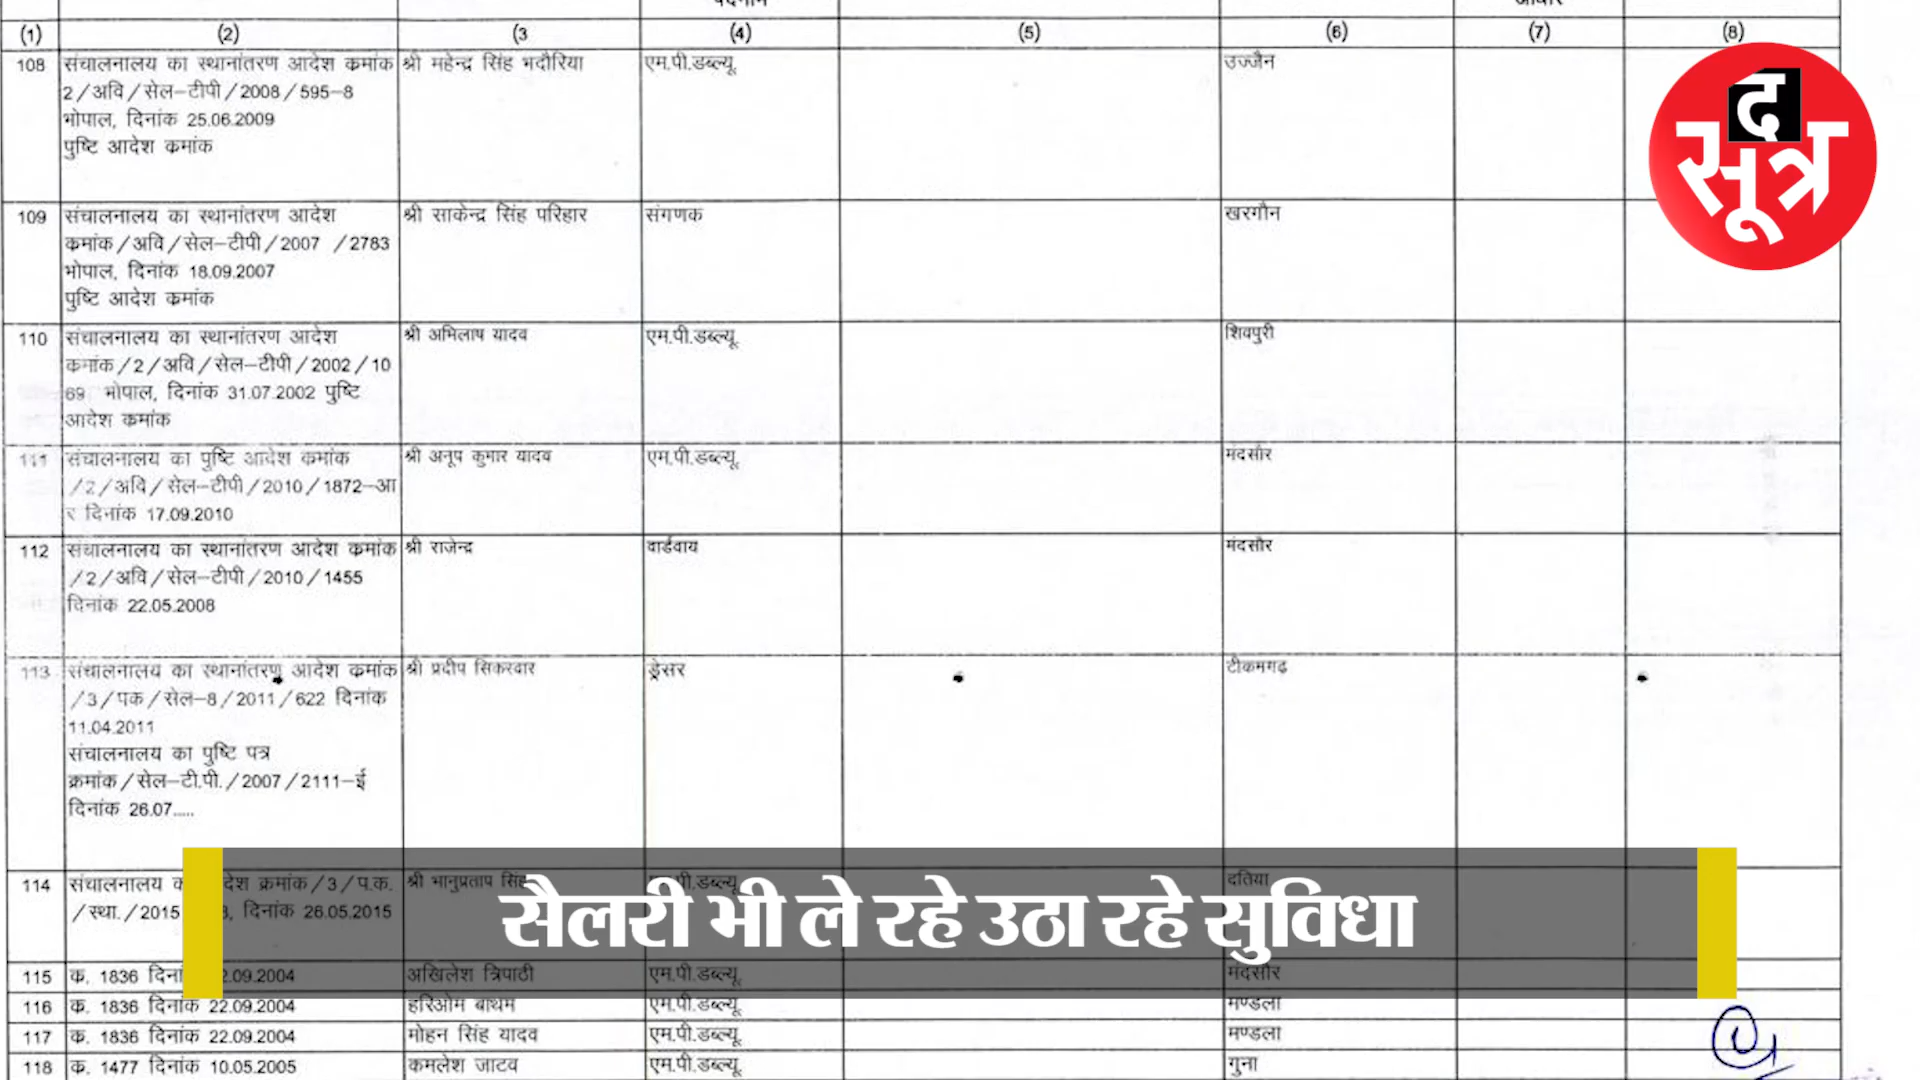 (1) (2) (3 (4) (5) (6) (7) (8)
द
सूत्र
108 संचालनालय का स्थानांतरण आदेश कमांक श्री महेन्द्र सिंह भदौरिया एम.पी.डब्ल्यू. उज्जैन
2/अवि/सेल-टीपी/2008/595-8
भोपाल, दिनांक 25.06.2009
पुष्टि आदेश कमांक
109 संचालनालय का स्थानांतरण आदेश श्री साकेन्द्र सिंह परिहार संगणक खरगौन
कमांक/अवि/सेल-टीपी/2007 /2783
भोपाल, दिनांक 18.09.2007
पुष्टि आदेश कमांक
110 संचालनालय का स्थानांतरण आदेश श्री अभिलाष यादव एम.पी.डब्ल्यू. शिवपुरी
कमांक/2/अवि/सेल-टीपी/2002/10
69 भोपाल, दिनांक 31.07.2002 पुष्टि
आदेश कमांक
111 संचालनालय का पुष्टि आदेश कमांक श्री अनूप कुमार यादव एम.पी.डब्ल्यू. मंदसौर
/2/अवि/सेल-टीपी/2010/1872-आ
र दिनांक 17.09.2010
112 संचालनालय का स्थानांतरण आदेश कमांक श्री राजेन्द्र वार्डवाय मंदसौर
/2/अवि/सेल-टीपी/2010/1455
दिनांक 22.05.2008
113 संचालनालय का स्थानांतरण आदेश कमांक श्री प्रदीप सिकरवार ड्रेसर टीकमगढ़
/3/पक/सेल-8/2011/622 दिनांक
11.04.2011
संचालनालय का पुष्टि पत्र
क्रमांक/सेल-टी.पी./2007/2111-ई
दिनांक 26.07.....
114 संचालनालय देश क्रमांक/3/प.क. श्री भानुप्रताप सिंह एम.पी.डब्ल्यू. दतिया
/स्था./2015 दिनांक 26.05.2015
सैलरी भी ले रहे उठा रहे सुविधा
115 क. 1836 .09.2004 अखिलेश त्रिपाठी एम.पी.डब्ल्यू. मंदसौर
116 क. 1836 दिनांक 22.09.2004 हरिओम बाथम एम.पी.डब्ल्यू. मण्डला
117 क. 1836 दिनांक 22.09.2004 मोहन सिंह यादव एम.पी.डब्ल्यू. मण्डला
118 क. 1477 दिनांक 10.05.2005 कमलेश जाटव एम.पी.डब्ल्यू. गुना